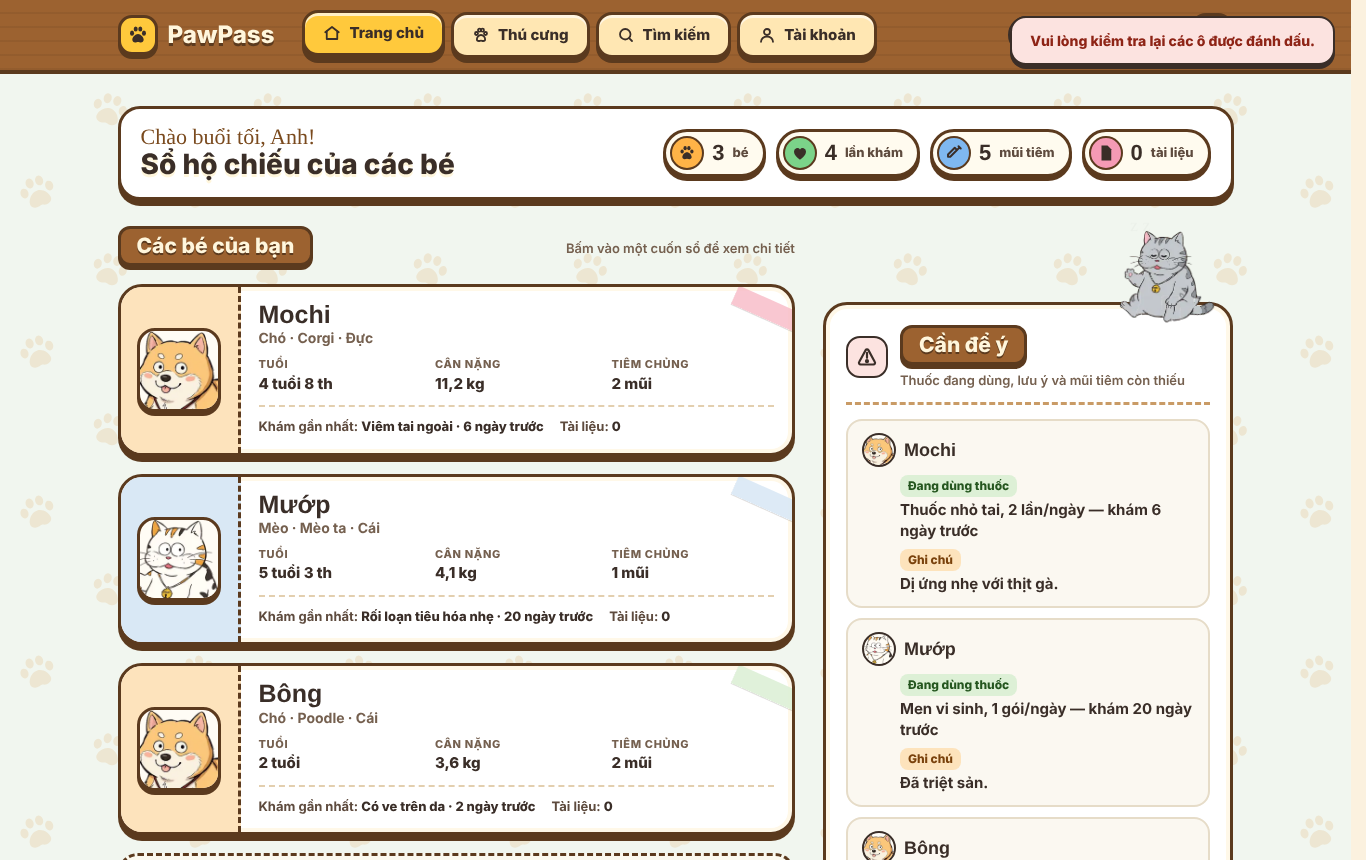 PawPass
Trang chủ
Thú cưng
Tìm kiếm
Tài khoản
Vui lòng kiểm tra lại các ô được đánh dấu.
Chào buổi tối, Anh!
Sổ hộ chiếu của các bé
3 bé
4 lần khám
5 mũi tiêm
0 tài liệu
Các bé của bạn
Bấm vào một cuốn sổ để xem chi tiết
Mochi
Chó · Corgi · Đực
TUỔI CÂN NẶNG TIÊM CHỦNG
4 tuổi 8 th 11,2 kg 2 mũi
Khám gần nhất: Viêm tai ngoài · 6 ngày trước Tài liệu: 0
Mướp
Mèo · Mèo ta · Cái
TUỔI CÂN NẶNG TIÊM CHỦNG
5 tuổi 3 th 4,1 kg 1 mũi
Khám gần nhất: Rối loạn tiêu hóa nhẹ · 20 ngày trước Tài liệu: 0
Bông
Chó · Poodle · Cái
TUỔI CÂN NẶNG TIÊM CHỦNG
2 tuổi 3,6 kg 2 mũi
Khám gần nhất: Có ve trên da · 2 ngày trước Tài liệu: 0
Cần để ý
Thuốc đang dùng, lưu ý và mũi tiêm còn thiếu
Mochi
Đang dùng thuốc
Thuốc nhỏ tai, 2 lần/ngày — khám 6
ngày trước
Ghi chú
Dị ứng nhẹ với thịt gà.
Mướp
Đang dùng thuốc
Men vi sinh, 1 gói/ngày — khám 20 ngày
trước
Ghi chú
Đã triệt sản.
Bông